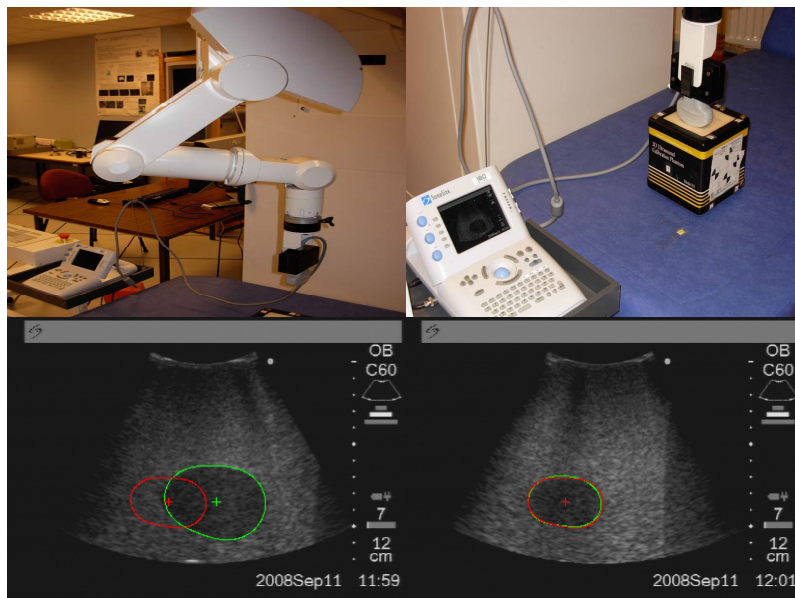 SonoSite
180
3D Ultrasound
Calibration Phantom
OB
C60
7
12
cm
2008Sep11 11:59
OB
C60
7
12
cm
2008Sep11 12:01